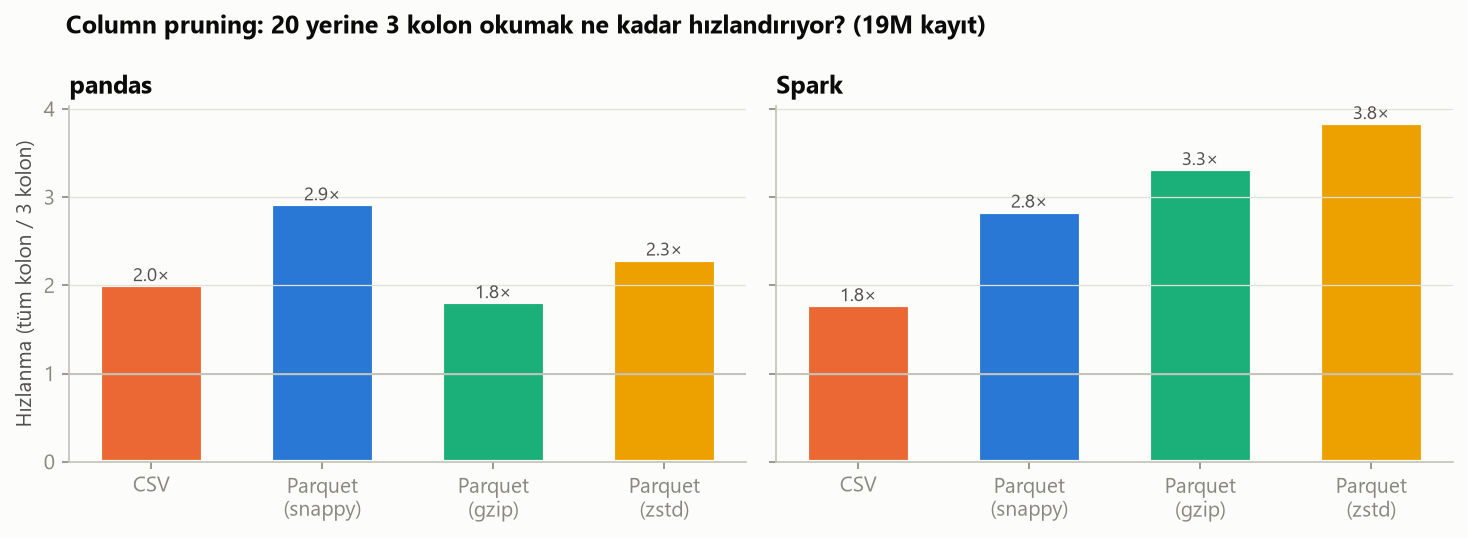 Column pruning: 20 yerine 3 kolon okumak ne kadar hızlandırıyor? (19M kayıt)
pandas
Hızlanma (tüm kolon / 3 kolon)
4
3
2
1
0
2.0×
2.9×
1.8×
2.3×
CSV
Parquet
(snappy)
Parquet
(gzip)
Parquet
(zstd)
Spark
1.8×
2.8×
3.3×
3.8×
CSV
Parquet
(snappy)
Parquet
(gzip)
Parquet
(zstd)